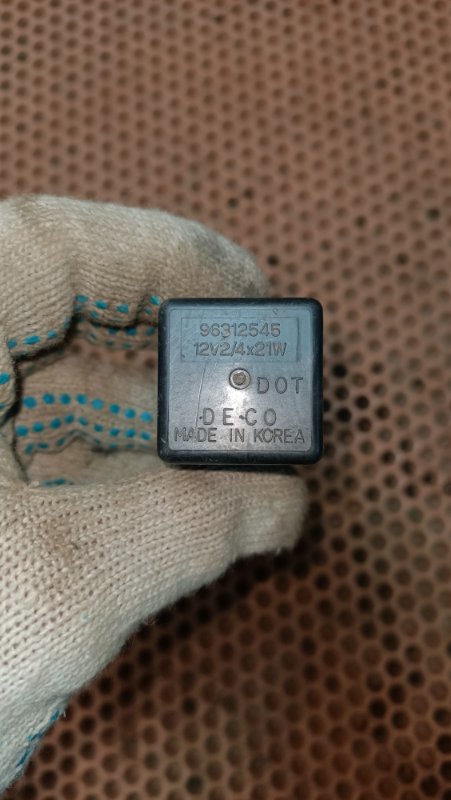 96312545
12V2/4x21W
DOT
DECO
MADE IN KOREA